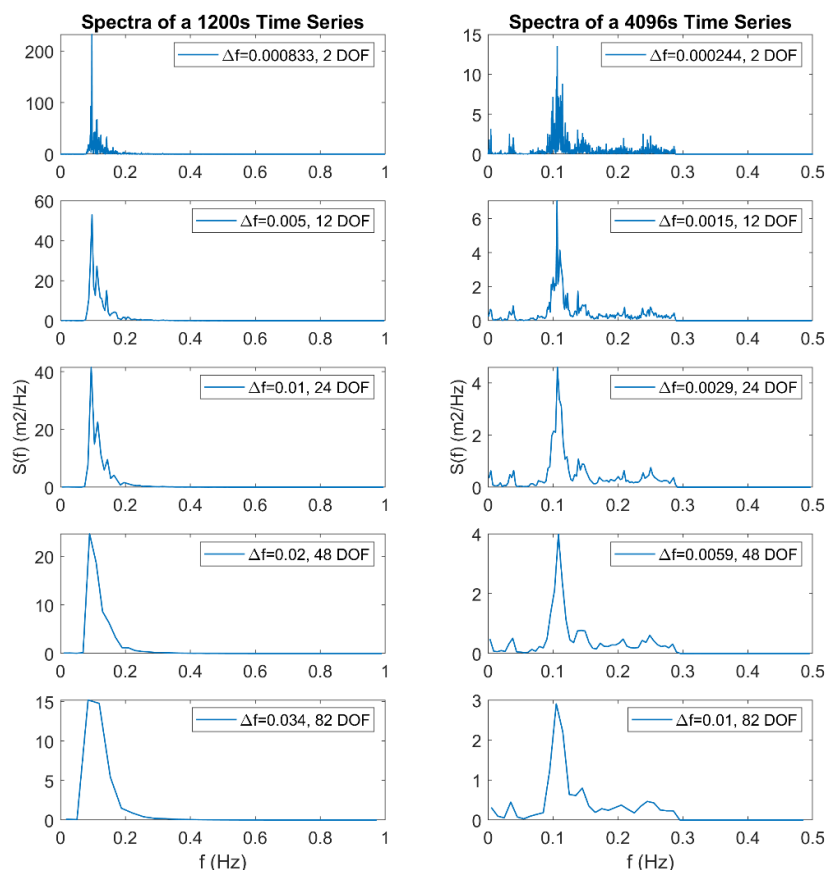 Spectra of a 1200s Time Series
200
100
0
Δf=0.000833, 2 DOF
0 0.2 0.4 0.6 0.8 1
60
40
20
0
Δf=0.005, 12 DOF
0 0.2 0.4 0.6 0.8 1
S(f) (m2/Hz)
40
20
0
Δf=0.01, 24 DOF
0 0.2 0.4 0.6 0.8 1
20
10
0
Δf=0.02, 48 DOF
0 0.2 0.4 0.6 0.8 1
15
10
5
0
Δf=0.034, 82 DOF
0 0.2 0.4 0.6 0.8 1
f (Hz)
Spectra of a 4096s Time Series
15
10
5
0
Δf=0.000244, 2 DOF
0 0.1 0.2 0.3 0.4 0.5
6
4
2
0
Δf=0.0015, 12 DOF
0 0.1 0.2 0.3 0.4 0.5
S(f) (m2/Hz)
4
2
0
Δf=0.0029, 24 DOF
0 0.1 0.2 0.3 0.4 0.5
4
2
0
Δf=0.0059, 48 DOF
0 0.1 0.2 0.3 0.4 0.5
3
2
1
0
Δf=0.01, 82 DOF
0 0.1 0.2 0.3 0.4 0.5
f (Hz)